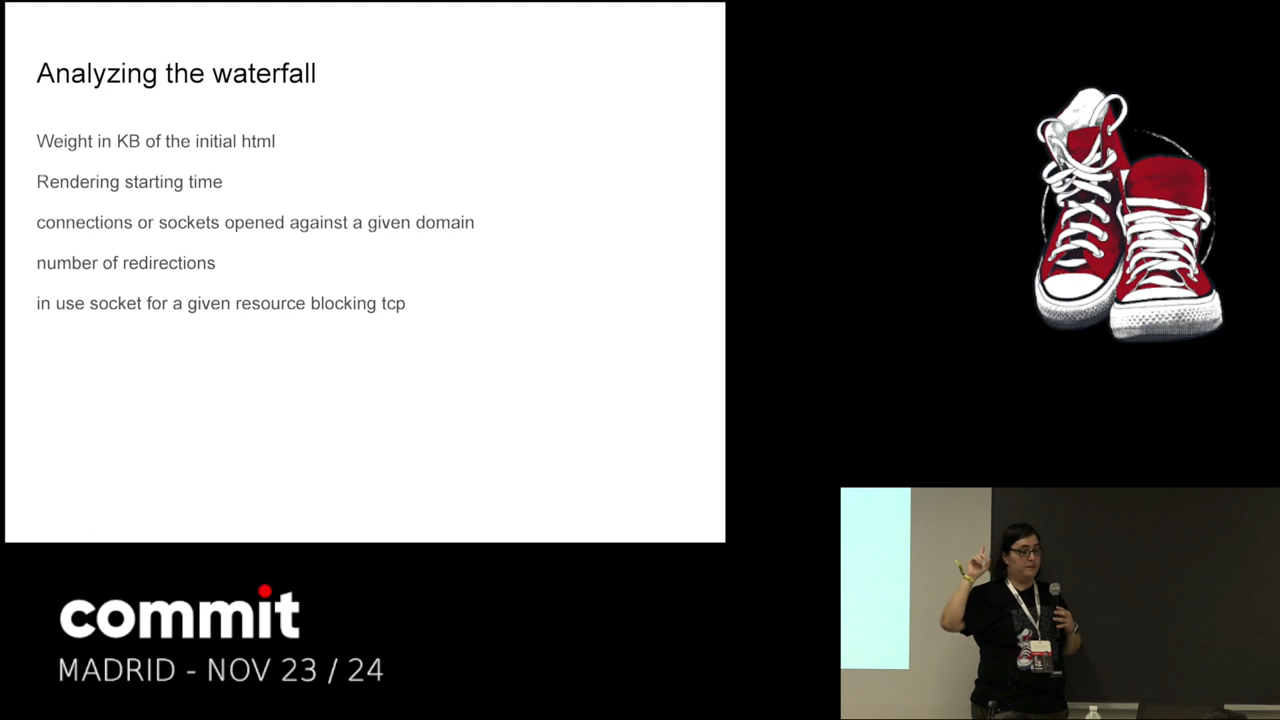 Analyzing the waterfall
Weight in KB of the initial html
Rendering starting time
connections or sockets opened against a given domain
number of redirections
in use socket for a given resource blocking tcp
commit
MADRID - NOV 23 / 24